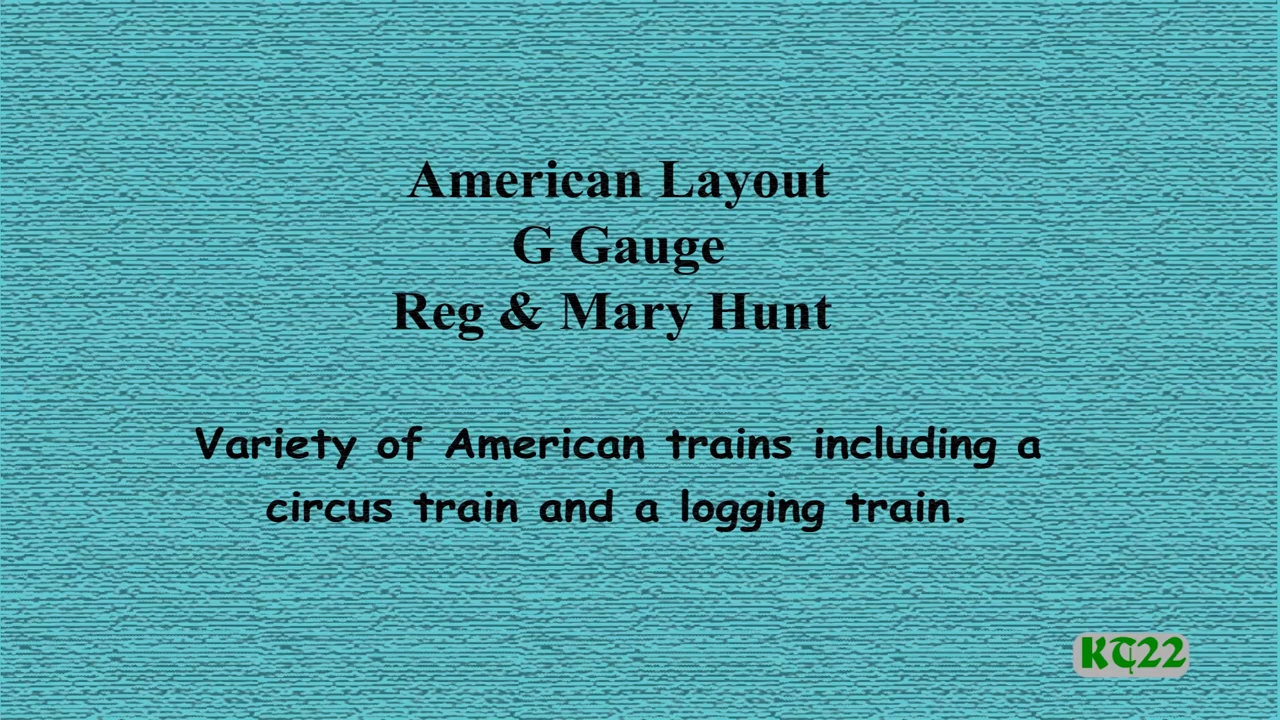 American Layout
G Gauge
Reg & Mary Hunt
Variety of American trains including a
circus train and a logging train.
KT22